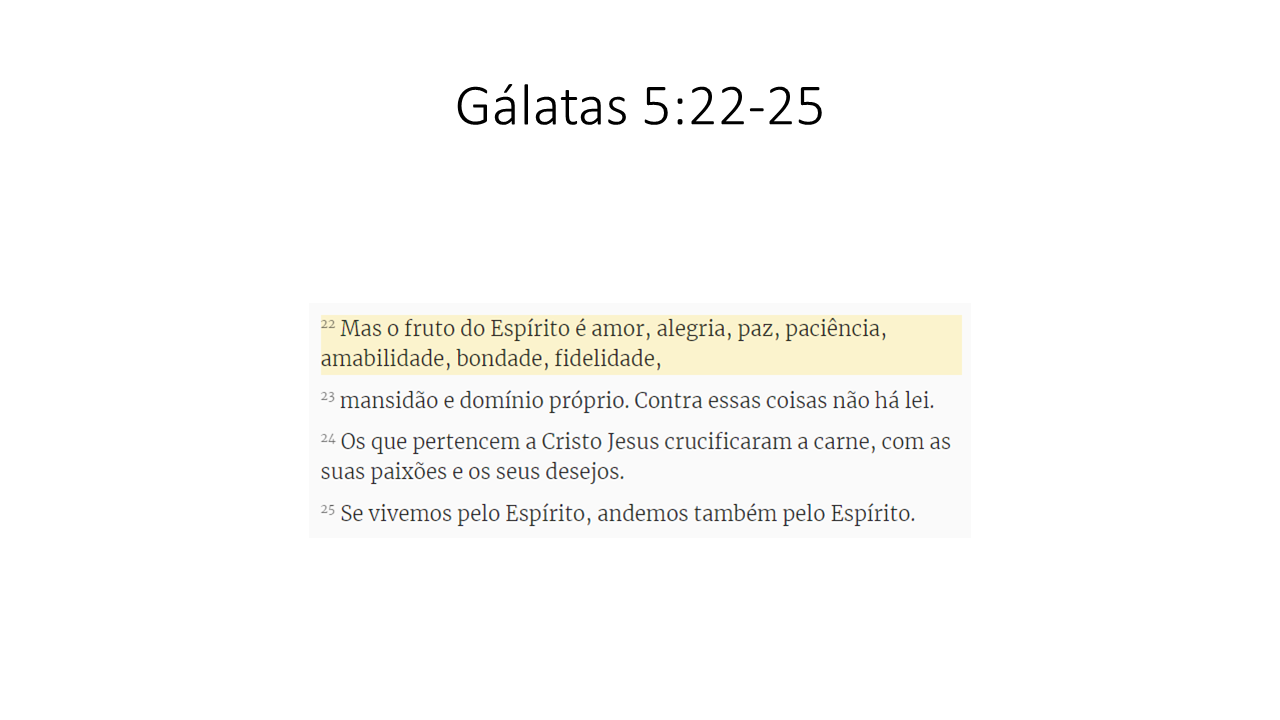 Gálatas 5:22-25
22 Mas o fruto do Espírito é amor, alegria, paz, paciência,
amabilidade, bondade, fidelidade,
23 mansidão e domínio próprio. Contra essas coisas não há lei.
24 Os que pertencem a Cristo Jesus crucificaram a carne, com as
suas paixões e os seus desejos.
25 Se vivemos pelo Espírito, andemos também pelo Espírito.